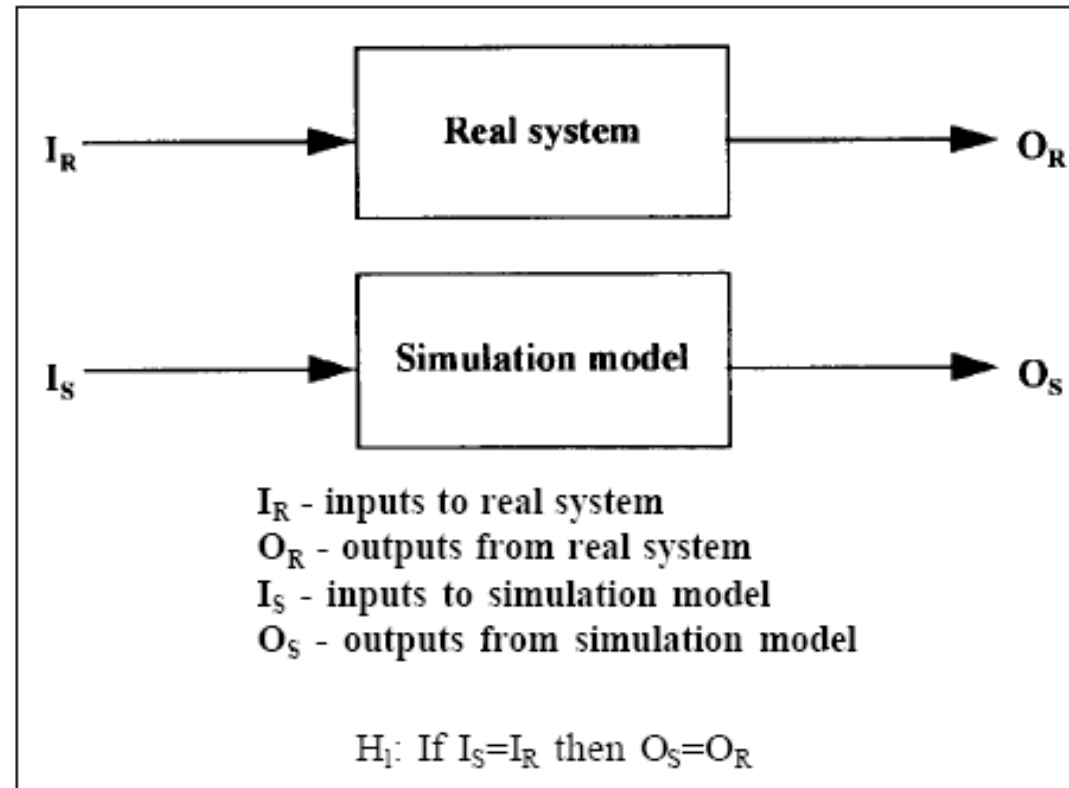 Real system
I_R O_R
Simulation model
I_S O_S
I_R - inputs to real system
O_R - outputs from real system
I_S - inputs to simulation model
O_S - outputs from simulation model
H_1: If I_S=I_R then O_S=O_R